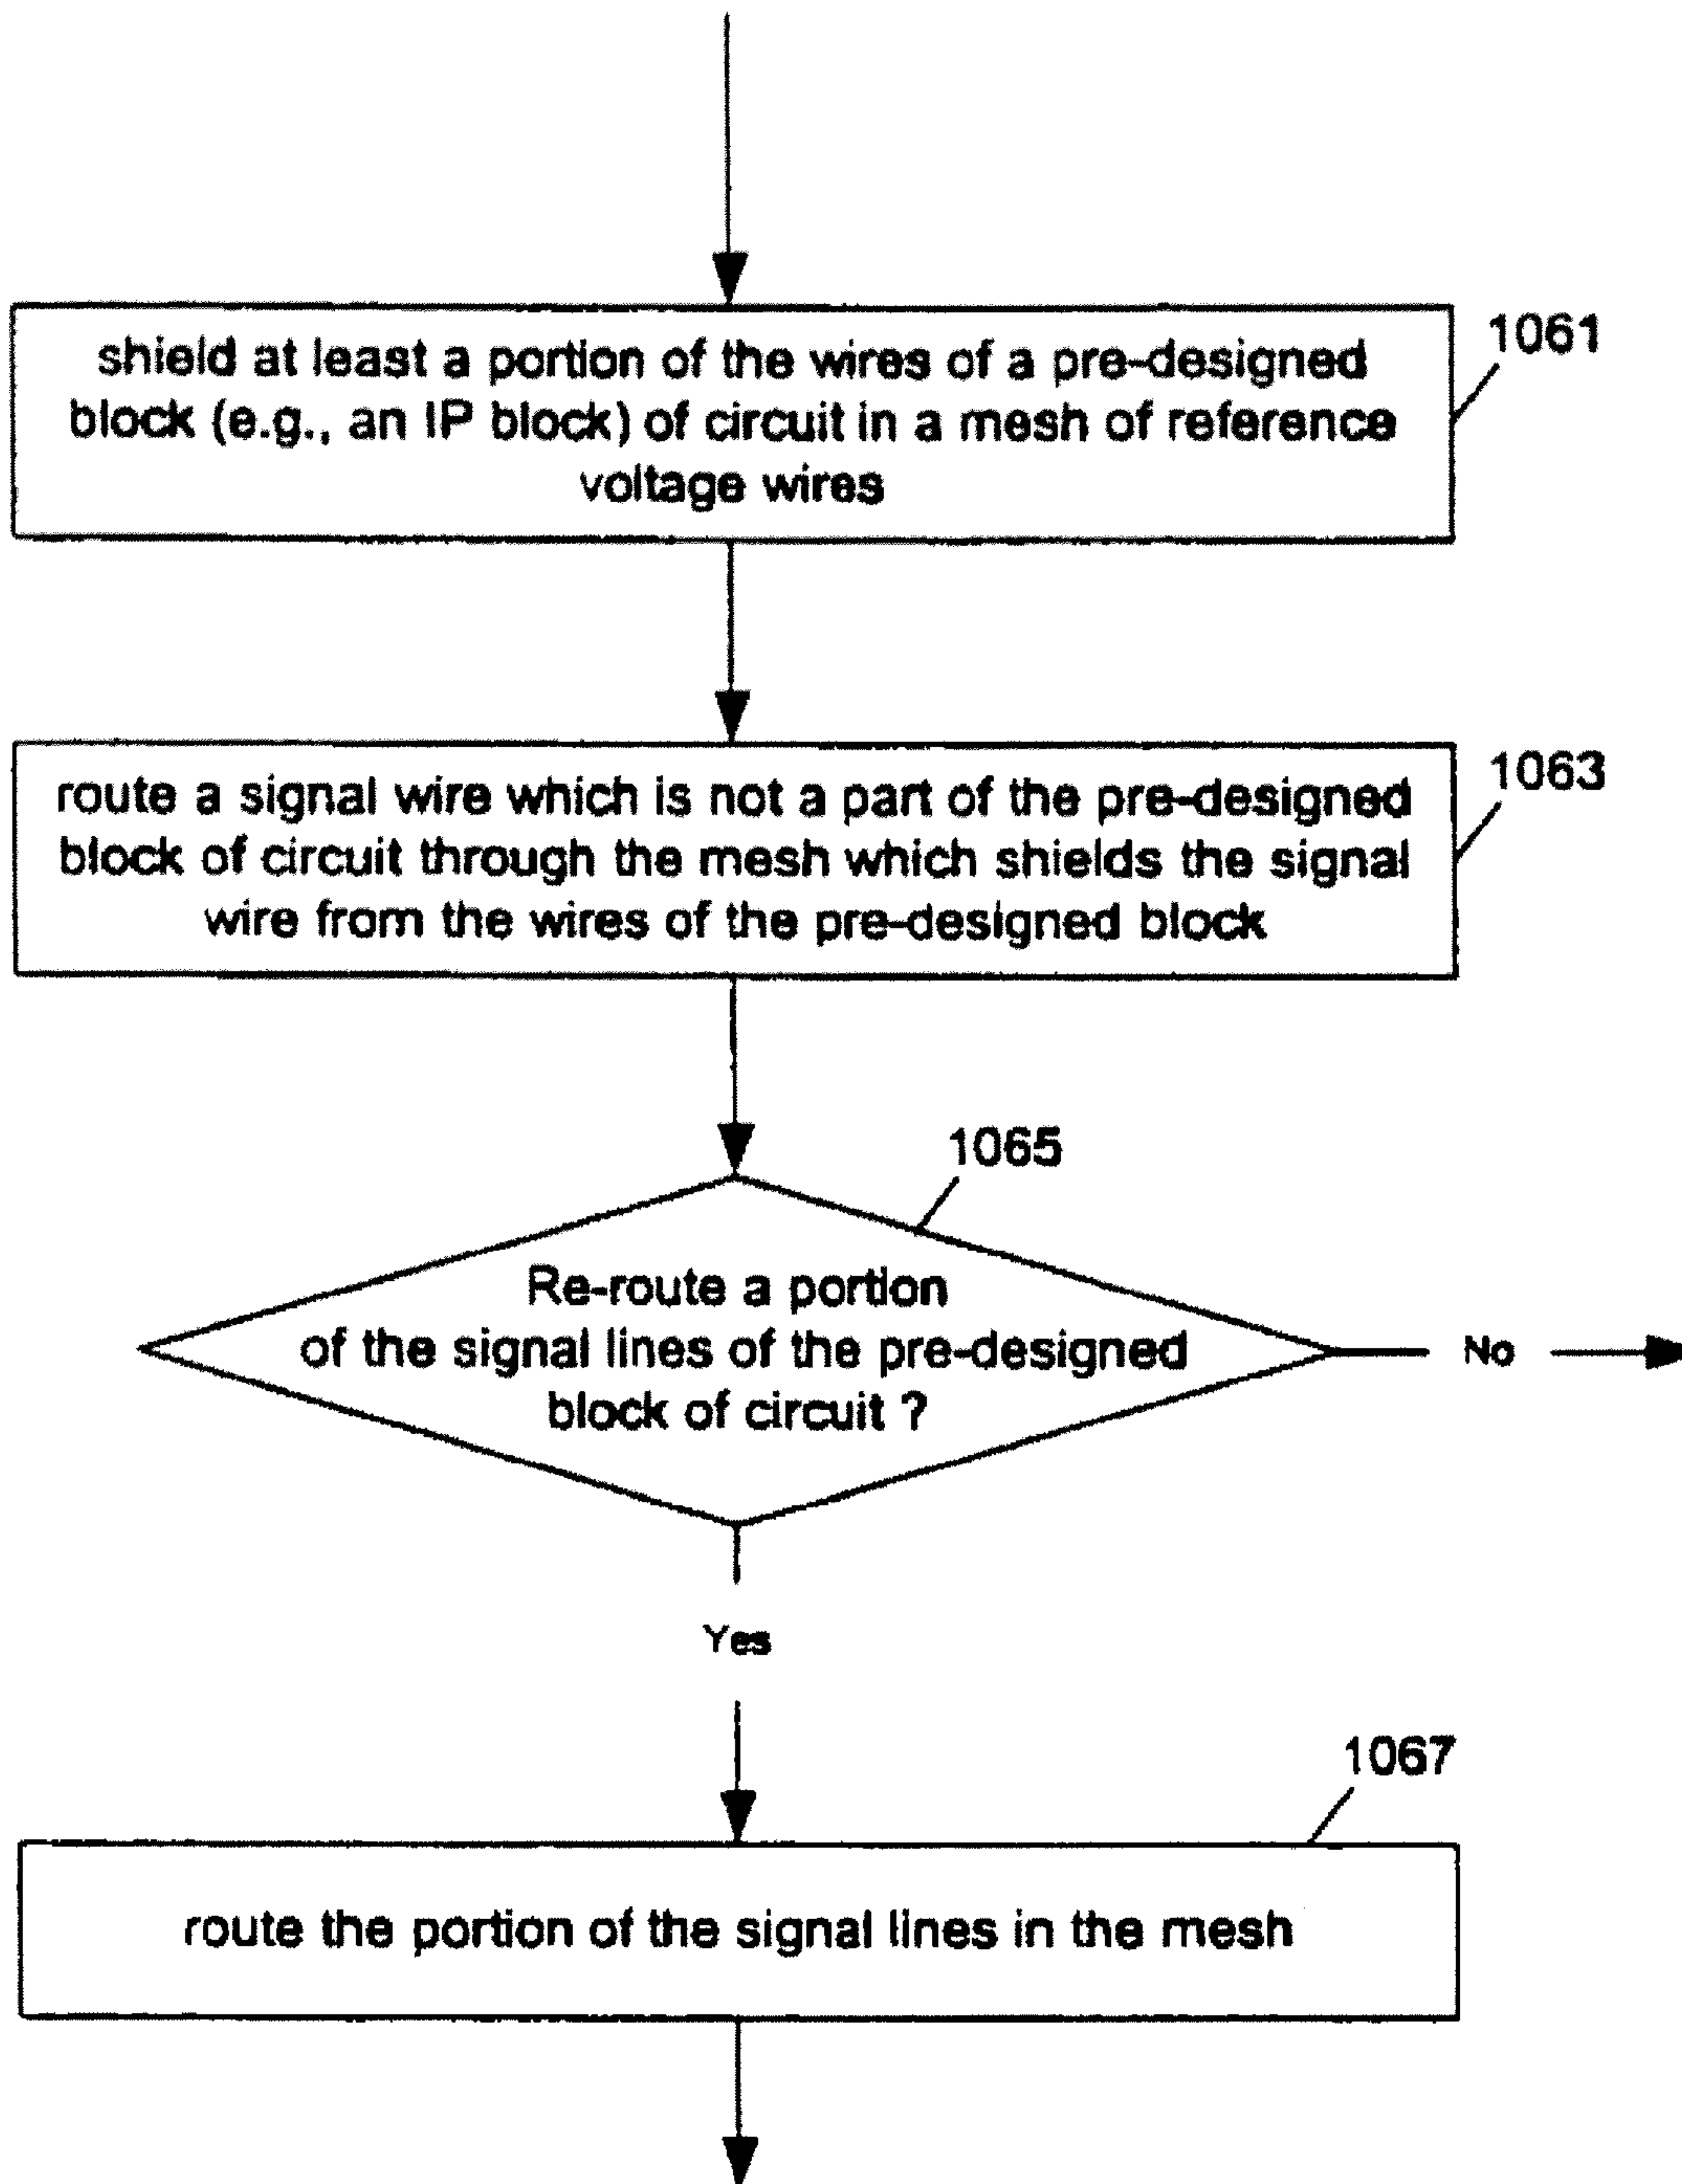 shield at least a portion of the wires of a pre-designed
block (e.g., an IP block) of circuit in a mesh of reference
voltage wires
1061
route a signal wire which is not a part of the pre-designed
block of circuit through the mesh which shields the signal
wire from the wires of the pre-designed block
1063
1065
Re-route a portion
of the signal lines of the pre-designed
block of circuit ?
No
Yes
1067
route the portion of the signal lines in the mesh